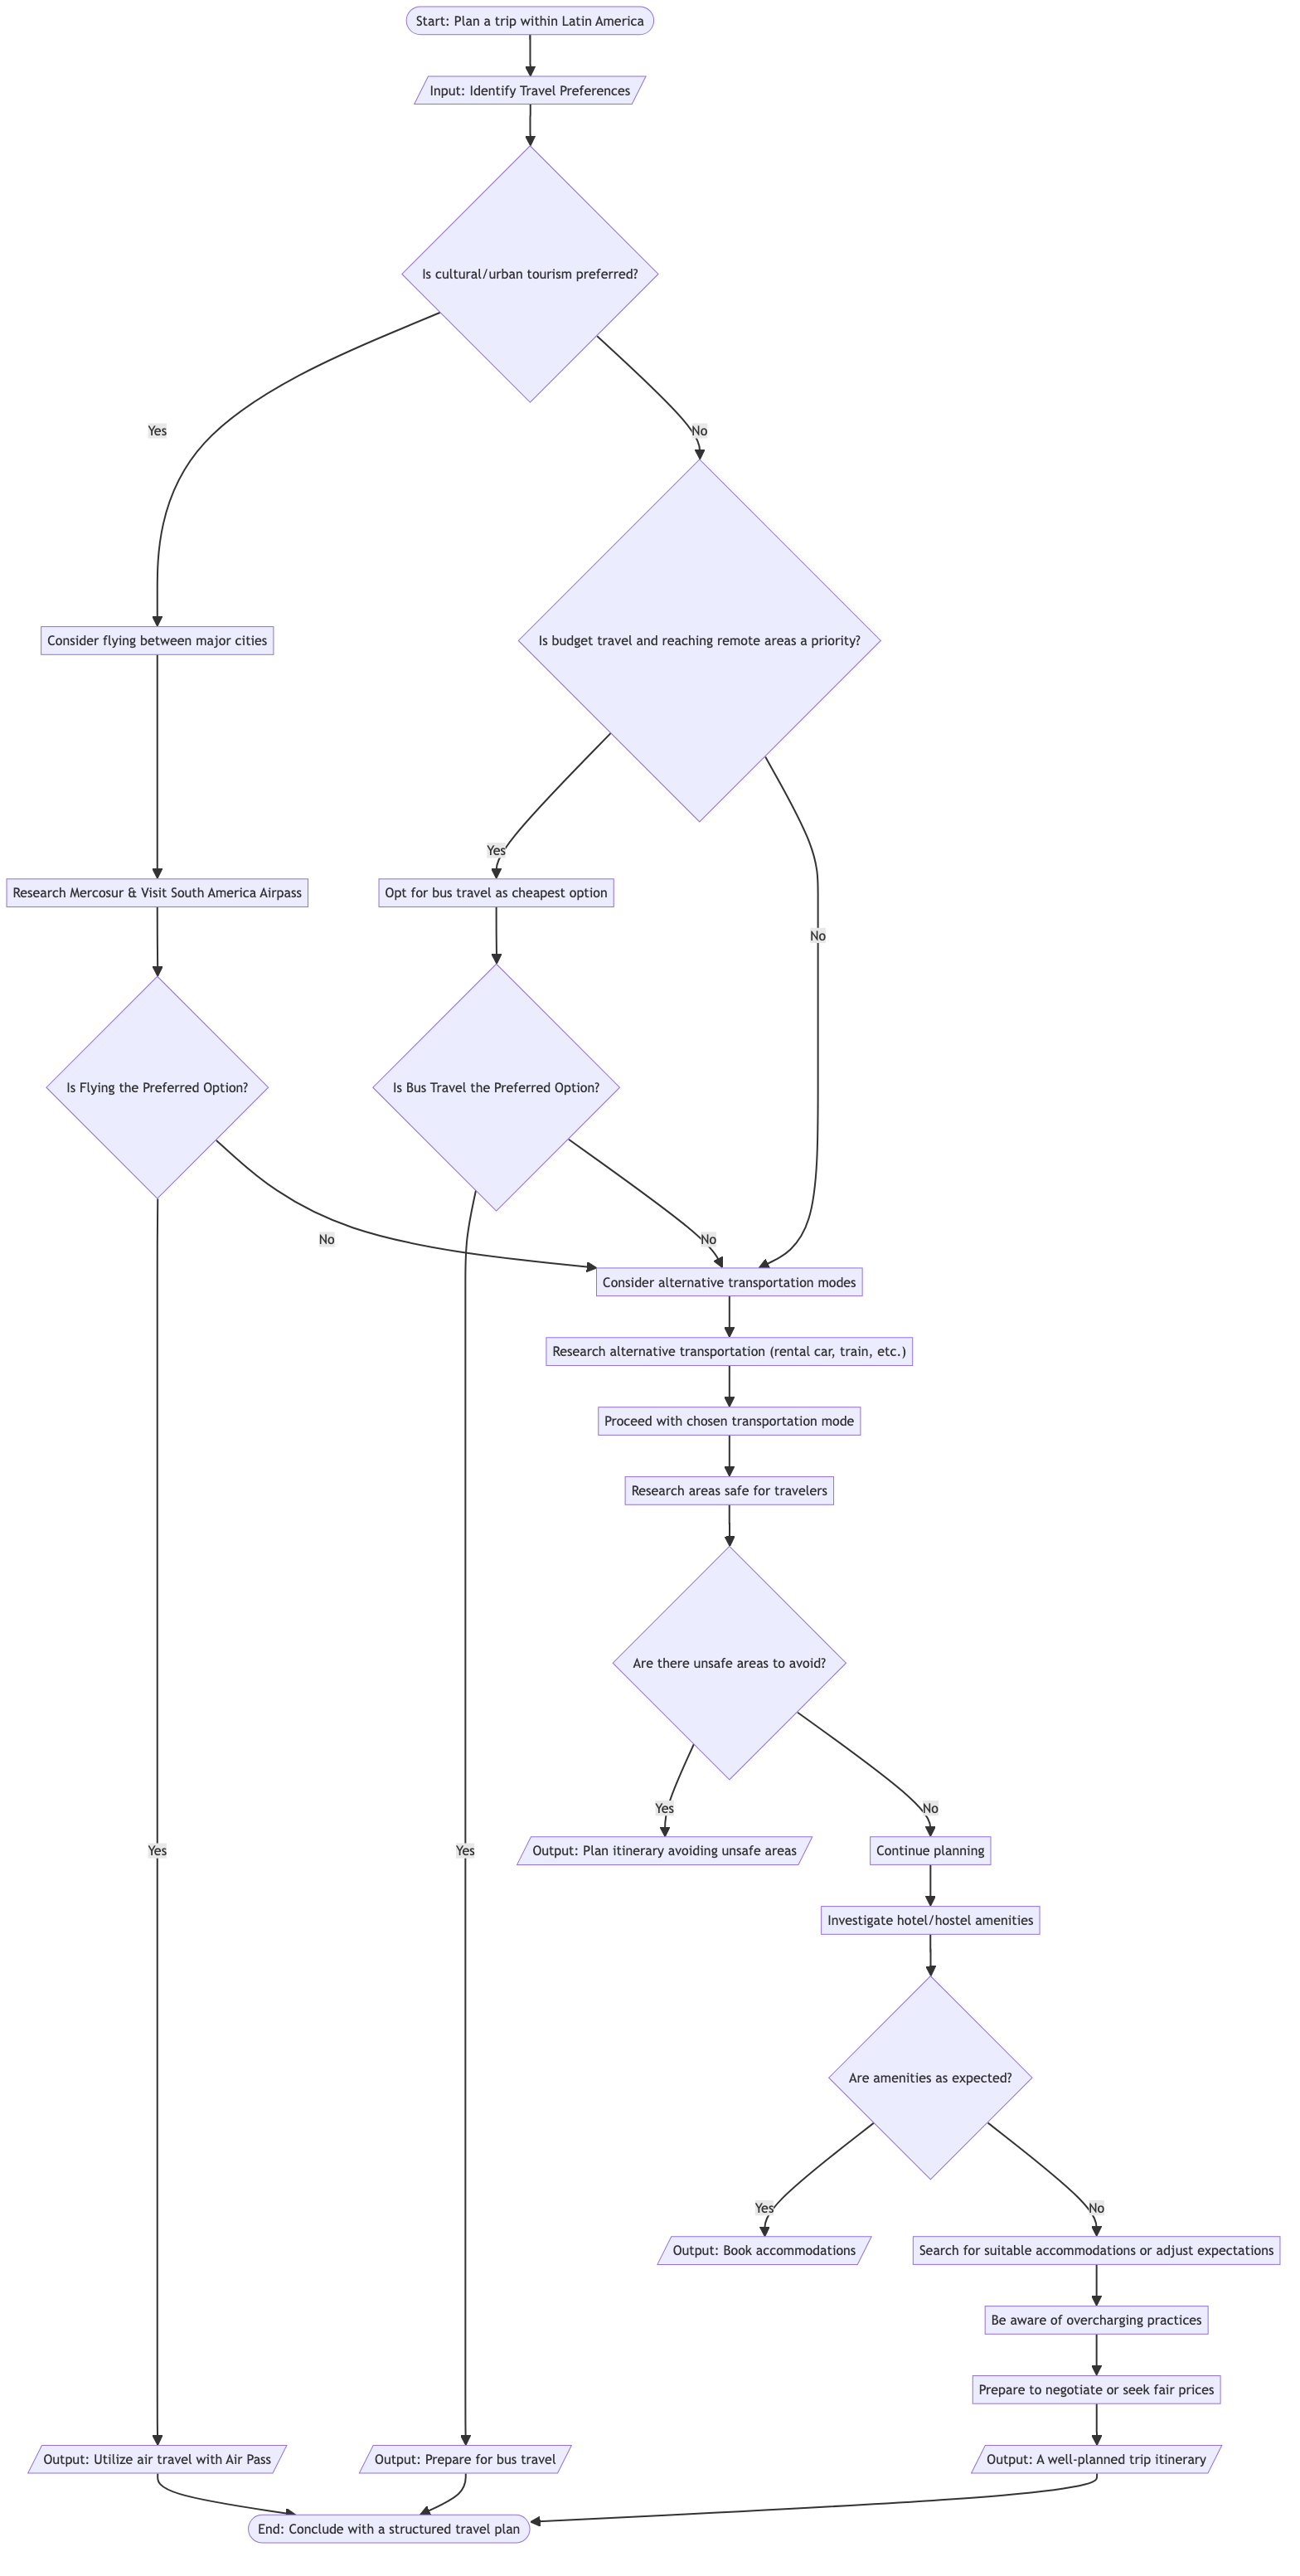 Start: Plan a trip within Latin America
Input: Identify Travel Preferences
Is cultural/urban tourism preferred?
Yes
No
Consider flying between major cities
Is budget travel and reaching remote areas a priority?
Yes
Research Mercosur & Visit South America Airpass
Opt for bus travel as cheapest option
No
Is Flying the Preferred Option?
Is Bus Travel the Preferred Option?
No
No
Consider alternative transportation modes
Research alternative transportation (rental car, train, etc.)
Proceed with chosen transportation mode
Research areas safe for travelers
Are there unsafe areas to avoid?
Yes
No
Yes
Yes
Output: Plan itinerary avoiding unsafe areas
Continue planning
Investigate hotel/hostel amenities
Are amenities as expected?
Yes
No
Output: Book accommodations
Search for suitable accommodations or adjust expectations
Be aware of overcharging practices
Prepare to negotiate or seek fair prices
Output: Utilize air travel with Air Pass
Output: Prepare for bus travel
Output: A well-planned trip itinerary
End: Conclude with a structured travel plan